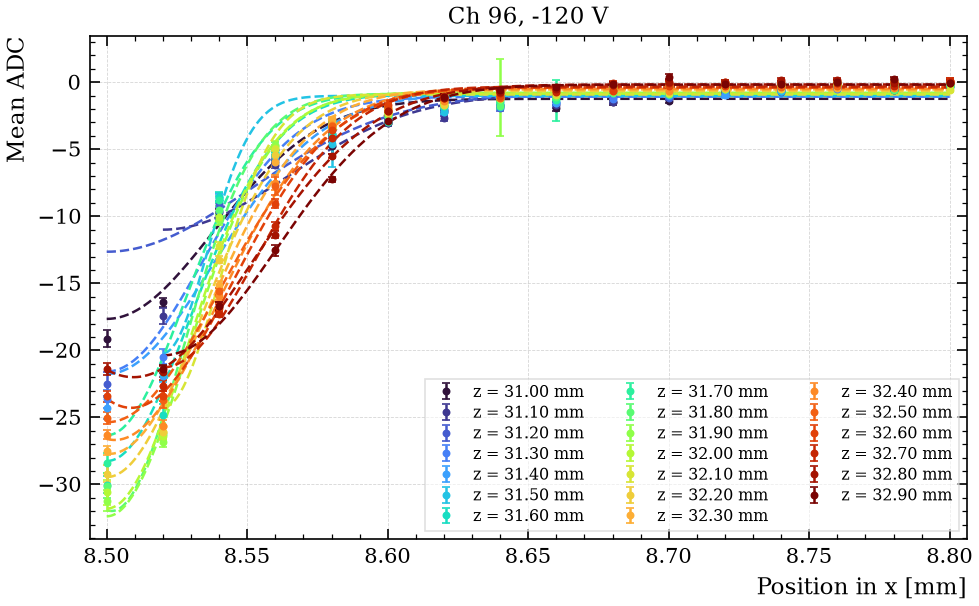 Ch 96, -120 V
Mean ADC
0
−5
−10
−15
−20
−25
−30
z = 31.00 mm
z = 31.10 mm
z = 31.20 mm
z = 31.30 mm
z = 31.40 mm
z = 31.50 mm
z = 31.60 mm
z = 31.70 mm
z = 31.80 mm
z = 31.90 mm
z = 32.00 mm
z = 32.10 mm
z = 32.20 mm
z = 32.30 mm
z = 32.40 mm
z = 32.50 mm
z = 32.60 mm
z = 32.70 mm
z = 32.80 mm
z = 32.90 mm
8.50 8.55 8.60 8.65 8.70 8.75 8.80
Position in x [mm]